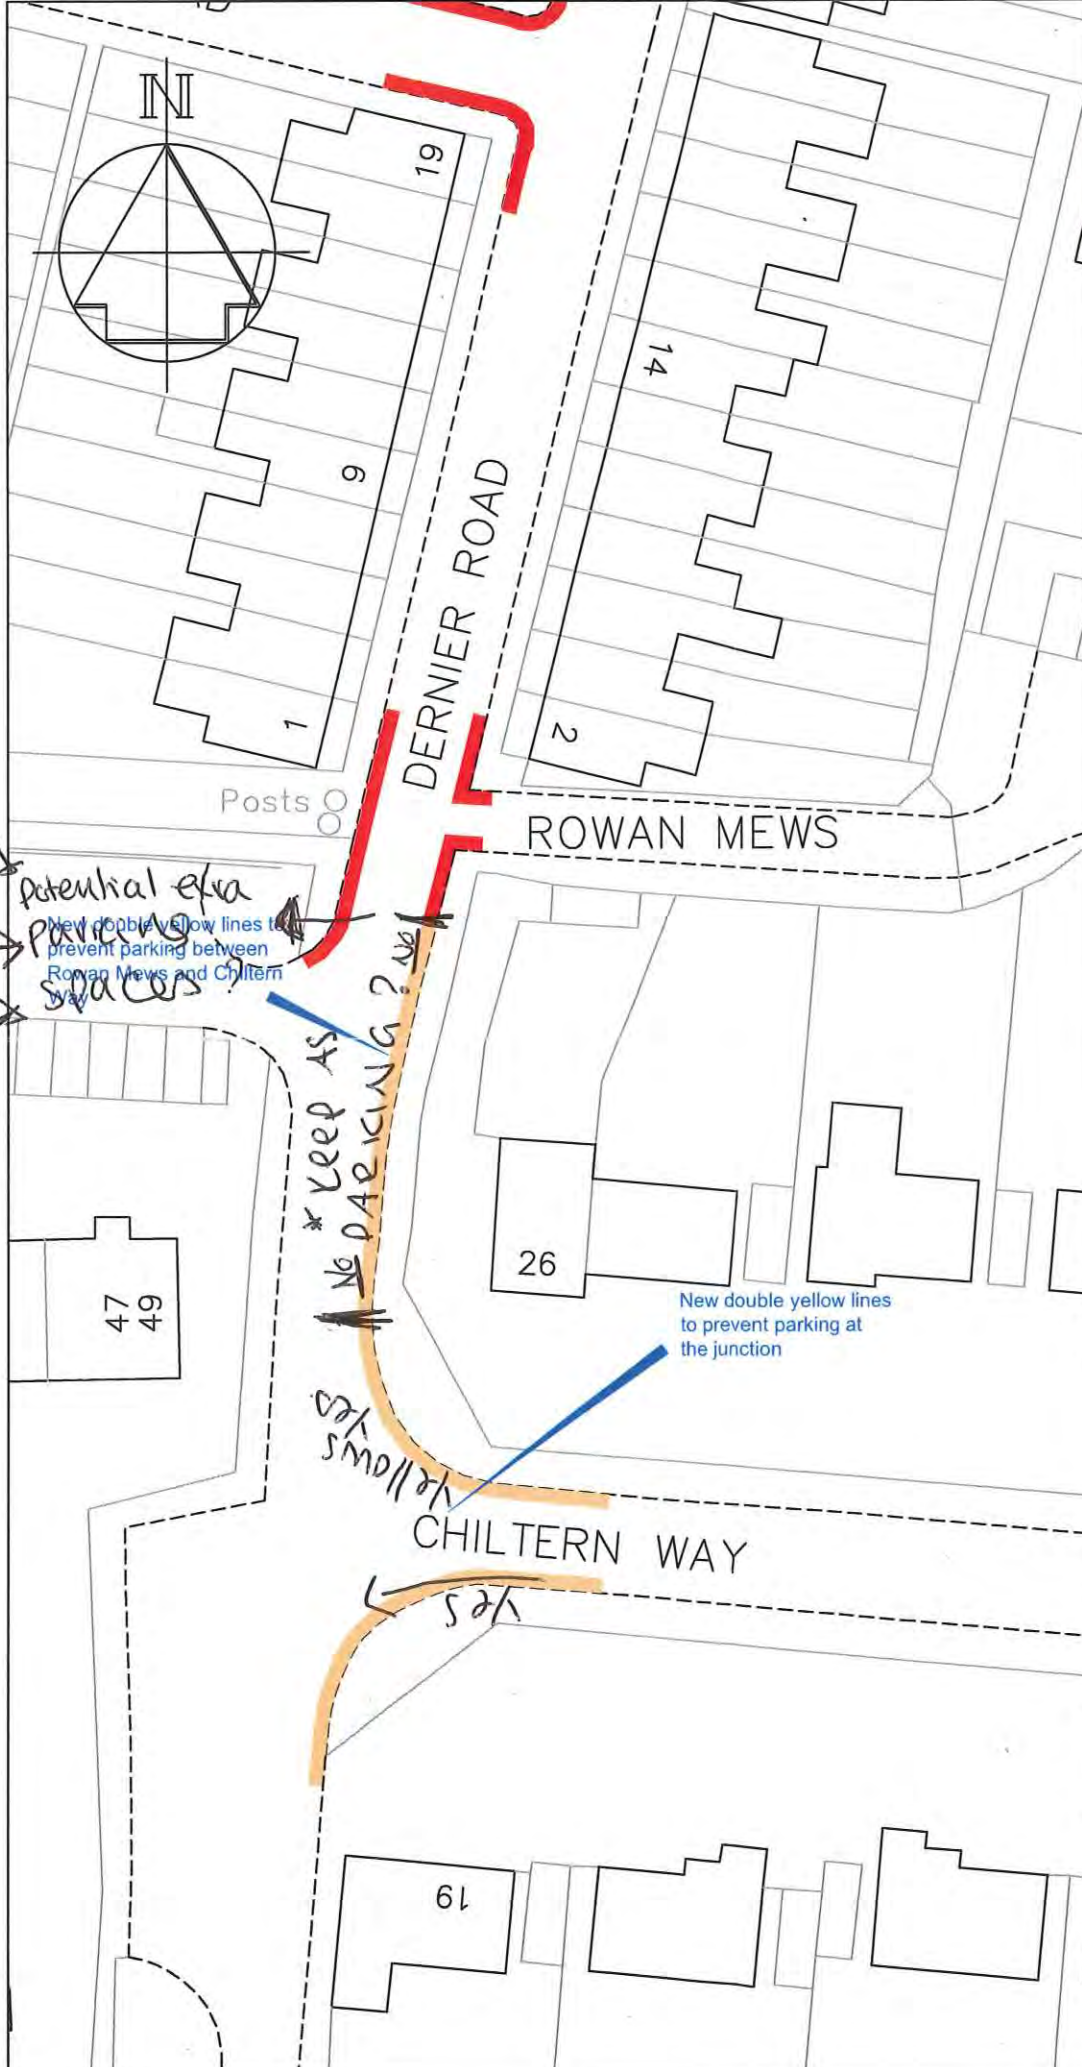 N
19
14
9
DERNIER ROAD
1
2
Posts
ROWAN MEWS
potential extra
parking
spaces ?
New double yellow lines to
prevent parking between
Rowan Mews and Chiltern
Way
* KEEP AS
NO PARKING ? NO
26
47
49
New double yellow lines
to prevent parking at
the junction
Yellows
Yes
CHILTERN WAY
Yes
19